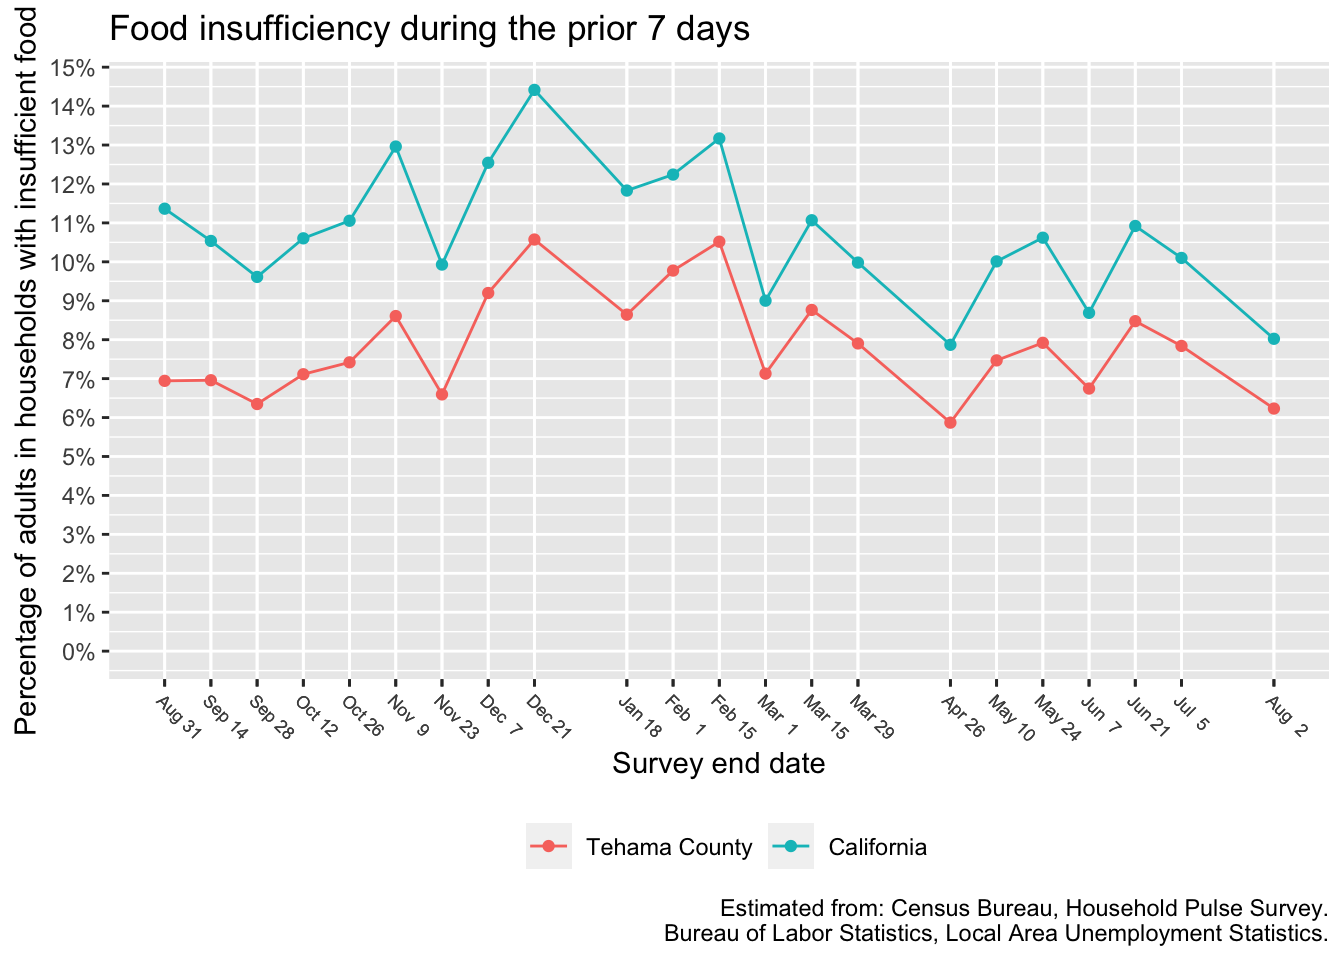 Food insufficiency during the prior 7 days
Percentage of adults in households with insufficient food
15%
14%
13%
12%
11%
10%
9%
8%
7%
6%
5%
4%
3%
2%
1%
0%
Aug 31
Sep 14
Sep 28
Oct 12
Oct 26
Nov 9
Nov 23
Dec 7
Dec 21
Jan 18
Feb 1
Feb 15
Mar 1
Mar 15
Mar 29
Apr 26
May 10
May 24
Jun 7
Jun 21
Jul 5
Aug 2
Survey end date
Tehama County
California
Estimated from: Census Bureau, Household Pulse Survey.
Bureau of Labor Statistics, Local Area Unemployment Statistics.